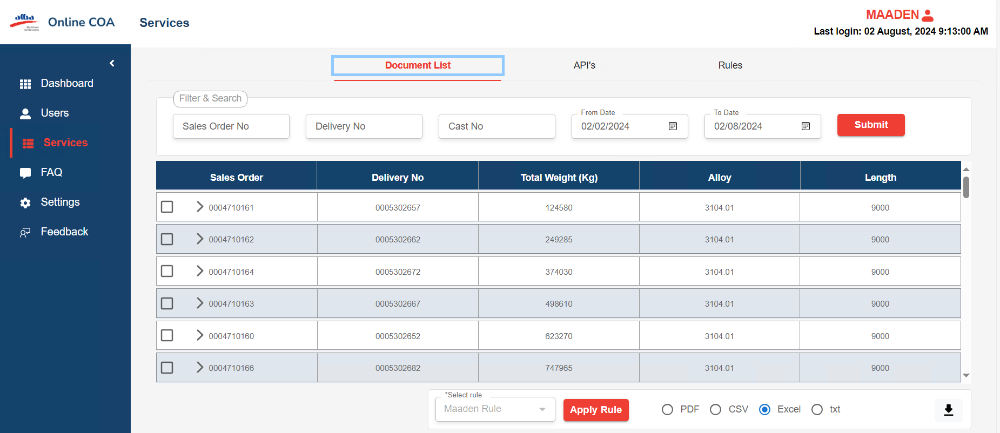 alba
Aluminium
for the world
Online COA
Services
MAADEN
Last login: 02 August, 2024 9:13:00 AM
Dashboard
Users
Services
FAQ
Settings
Feedback
Document List
API's
Rules
Filter & Search
Sales Order No
Delivery No
Cast No
From Date
02/02/2024
To Date
02/08/2024
Submit
Sales Order Delivery No Total Weight (Kg) Alloy Length
0004710161 0005302657 124580 3104.01 9000
0004710162 0005302662 249285 3104.01 9000
0004710164 0005302672 374030 3104.01 9000
0004710163 0005302667 498610 3104.01 9000
0004710160 0005302652 623270 3104.01 9000
0004710166 0005302682 747965 3104.01 9000
*Select rule
Maaden Rule
Apply Rule
PDF
CSV
Excel
txt